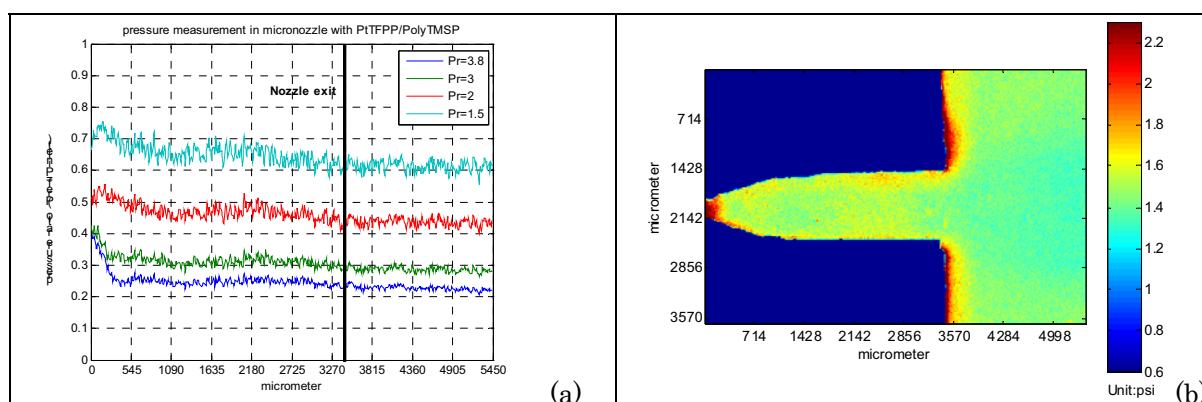 pressure measurement in micronozzle with PtTFPP/PolyTMSP
1
0.9
0.8
0.7
0.6
0.5
0.4
0.3
0.2
0.1
0
Pr=3.8
Pr=3
Pr=2
Pr=1.5
Nozzle exit
0 545 1090 1635 2180 2725 3270 3815 4360 4905 5450
micrometer
(a)
micrometer
714
1428
2142
2856
3570
714 1428 2142 2856 3570 4284 4998
micrometer
2.2
2
1.8
1.6
1.4
1.2
1
0.8
0.6
Unit:psi
(b)